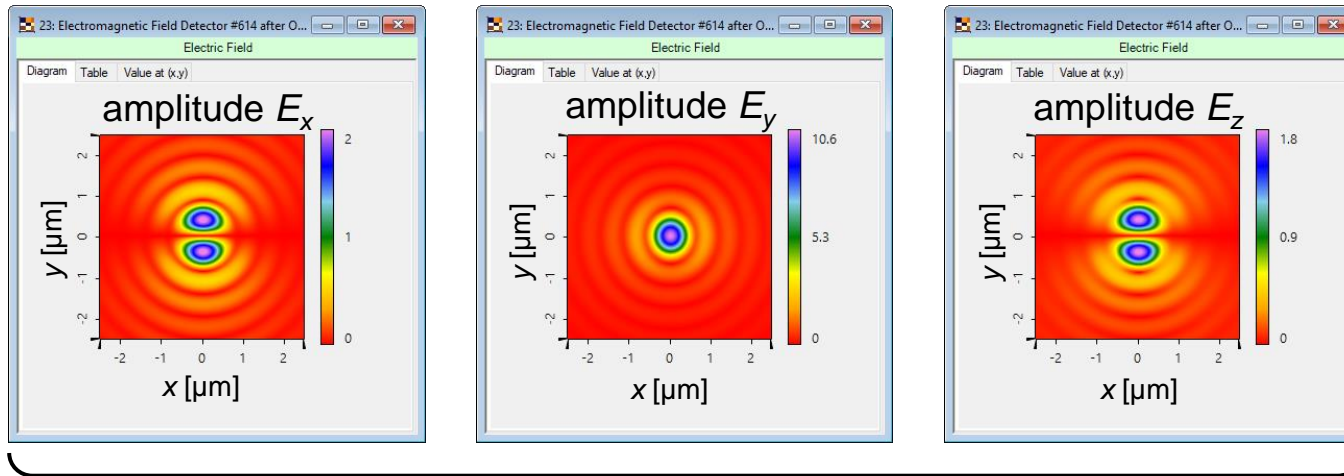 23: Electromagnetic Field Detector #614 after O...
Electric Field
Diagram Table Value at (x,y)
amplitude Ex
2
1
0
2
1
0
-1
-2
y [µm]
-2 -1 0 1 2
x [µm]
23: Electromagnetic Field Detector #614 after O...
Electric Field
Diagram Table Value at (x,y)
amplitude Ey
10.6
5.3
0
2
1
0
-1
-2
y [µm]
-2 -1 0 1 2
x [µm]
23: Electromagnetic Field Detector #614 after O...
Electric Field
Diagram Table Value at (x,y)
amplitude Ez
1.8
0.9
0
2
1
0
-1
-2
y [µm]
-2 -1 0 1 2
x [µm]